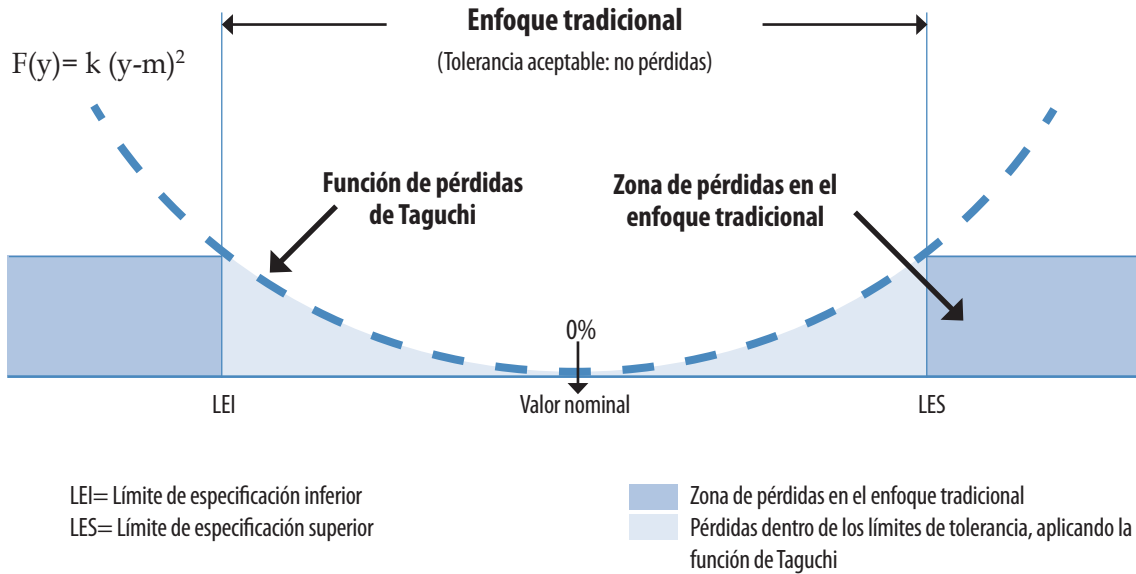 Enfoque tradicional
(Tolerancia aceptable: no pérdidas)
F(y)= k (y-m)²
Función de pérdidas
de Taguchi
Zona de pérdidas en el
enfoque tradicional
0%
LEI
Valor nominal
LES
LEI= Límite de especificación inferior
LES= Límite de especificación superior
Zona de pérdidas en el enfoque tradicional
Pérdidas dentro de los límites de tolerancia, aplicando la
función de Taguchi